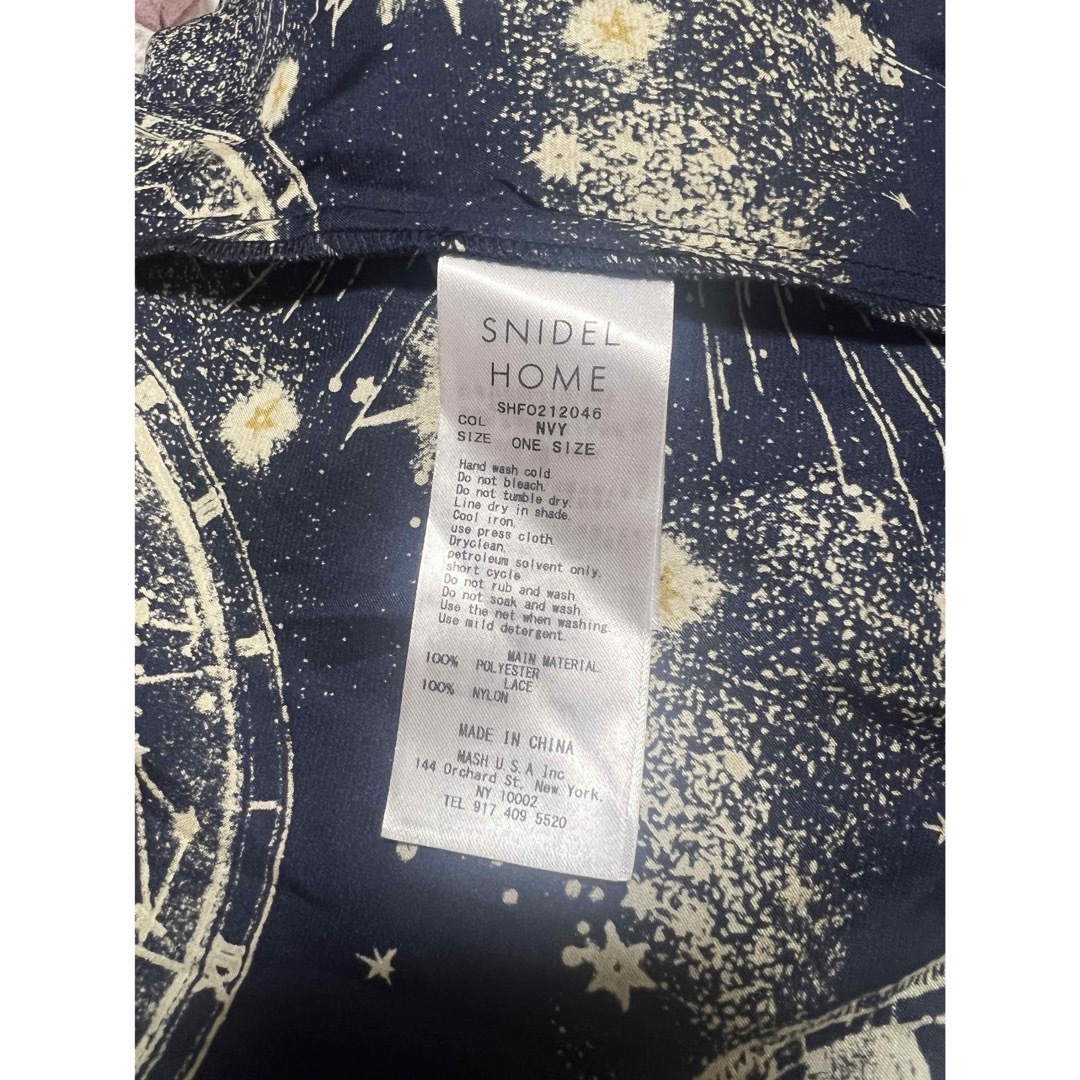 SNIDEL
HOME
SHFO212046
COL NVY
SIZE ONE SIZE
Hand wash cold
Do not bleach.
Do not tumble dry.
Line dry in shade.
Cool iron,
use press cloth
Dryclean,
petroleum solvent only.
short cycle
Do not rub and wash
Do not soak and wash.
Use the net when washing.
Use mild detergent.
MAIN MATERIAL
100% POLYESTER
LACE
100% NYLON
MADE IN CHINA
MASH U.S.A Inc
144 Orchard St, New York,
NY 10002
TEL 917 409 5520